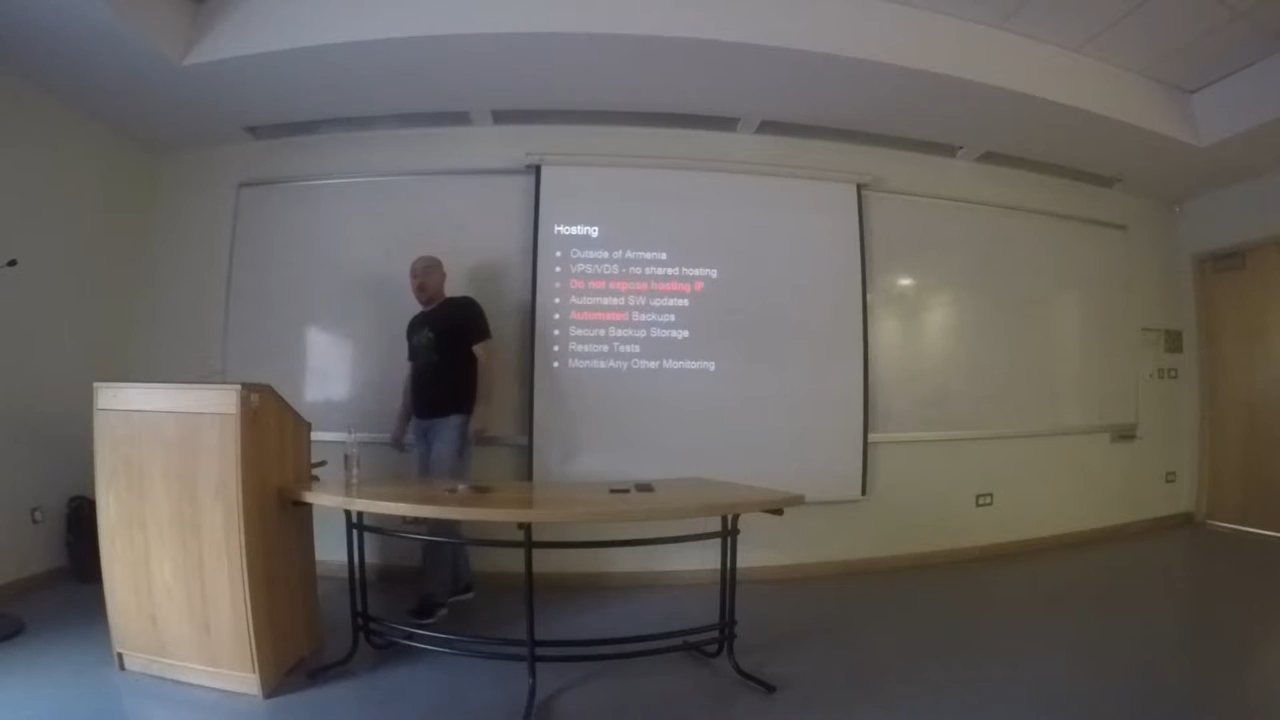 Hosting
Outside of Armenia
VPS/VDS - no shared hosting
Do not expose hosting IP
Automated SW updates
Automated Backups
Secure Backup Storage
Restore Tests
Monitis/Any Other Monitoring